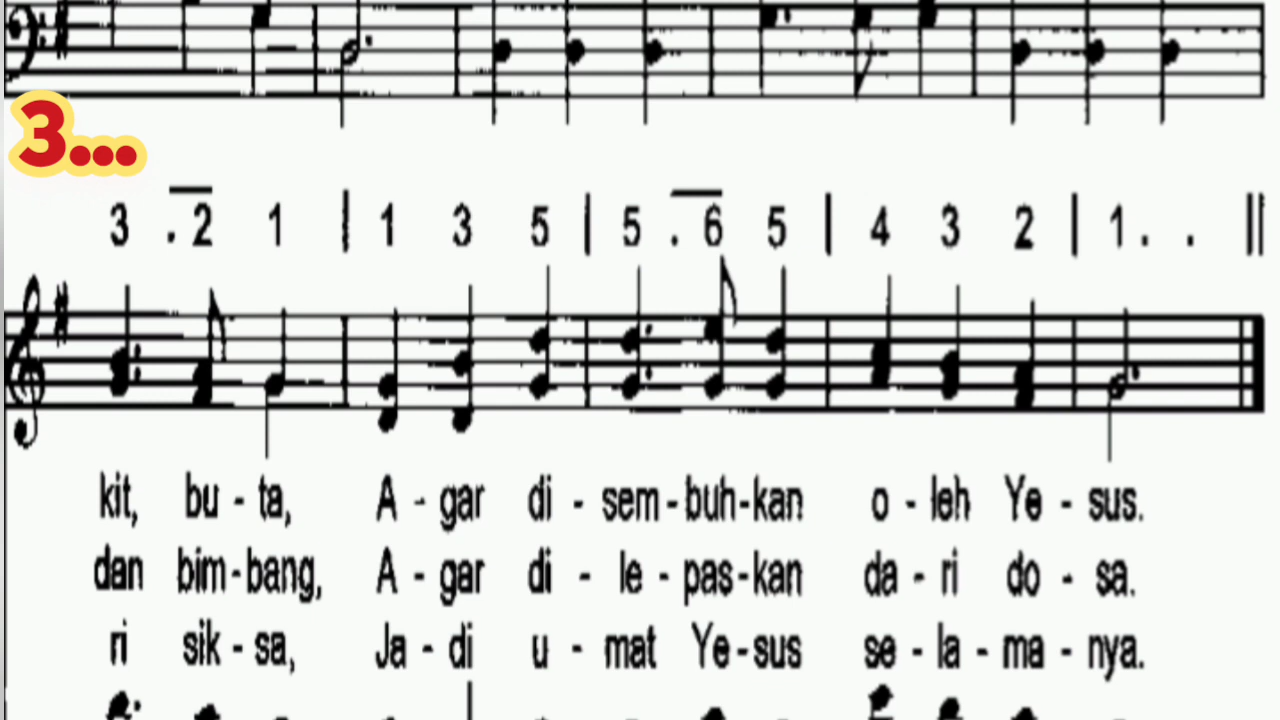 3...
3 . 2 1 | 1 3 5 | 5 . 6 5 | 4 3 2 | 1 . . ||
kit, bu - ta, A - gar di - sem - buh - kan o - leh Ye - sus.
dan bim - bang, A - gar di - le - pas - kan da - ri do - sa.
ri sik - sa, Ja - di u - mat Ye - sus se - la - ma - nya.